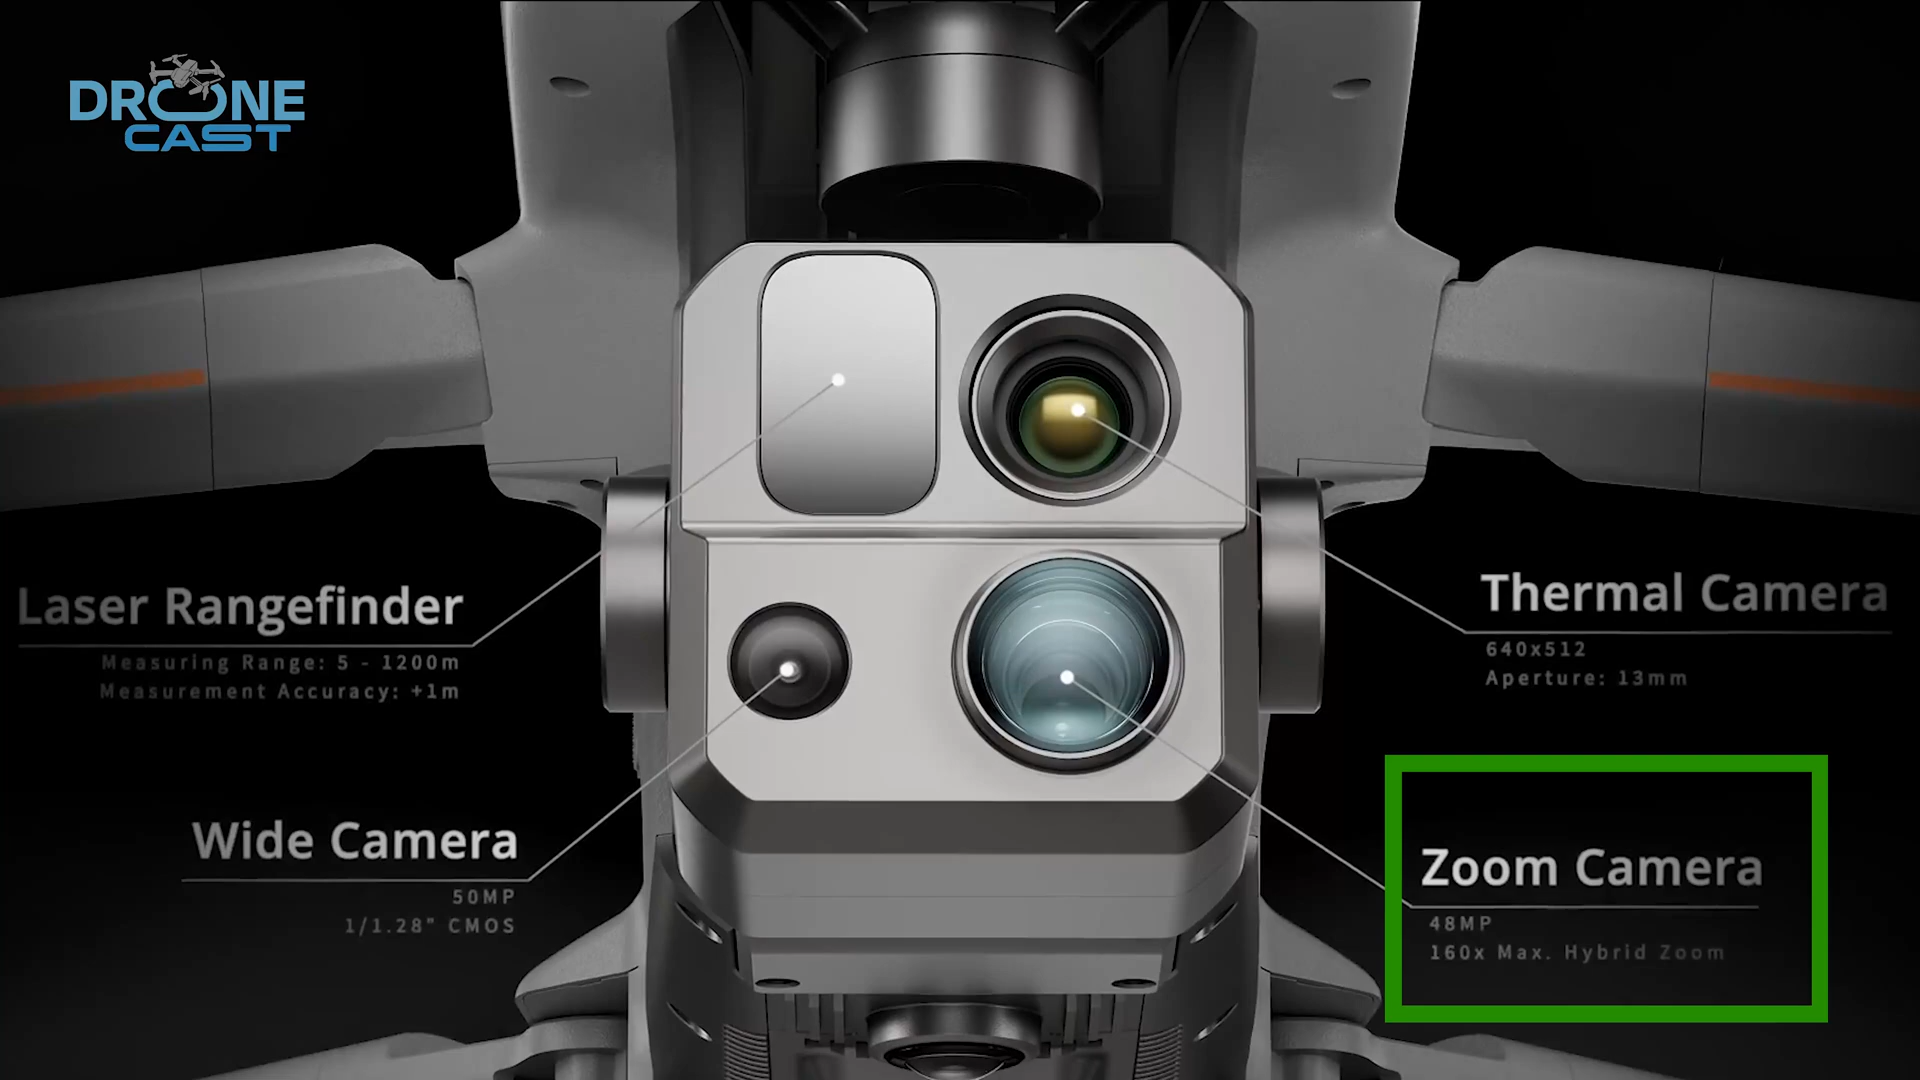 DRONE
CAST
Laser Rangefinder
Measuring Range: 5 - 1200m
Measurement Accuracy: +1m
Thermal Camera
640x512
Aperture: 13mm
Wide Camera
50MP
1/1.28" CMOS
Zoom Camera
48MP
160x Max. Hybrid Zoom